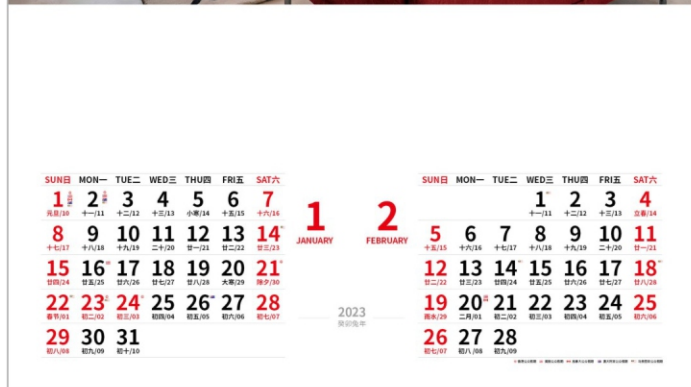 SUN日 MON一 TUE二 WED三 THU四 FRI五 SAT六
1 2 3 4 5 6 7
元旦/10 十一/11 十二/12 十三/13 小寒/14 十五/15 十六/16
8 9 10 11 12 13 14
十七/17 十八/18 十九/19 二十/20 廿一/21 廿二/22 廿三/23
15 16 17 18 19 20 21
廿四/24 廿五/25 廿六/26 廿七/27 廿八/28 大寒/29 除夕/30
22 23 24 25 26 27 28
春节/01 初二/02 初三/03 初四/04 初五/05 初六/06 初七/07
29 30 31
初八/08 初九/09 初十/10
1
JANUARY
2
FEBRUARY
2023
癸卯兔年
SUN日 MON一 TUE二 WED三 THU四 FRI五 SAT六
1 2 3 4
十一/11 十二/12 十三/13 立春/14
5 6 7 8 9 10 11
十五/15 十六/16 十七/17 十八/18 十九/19 二十/20 廿一/21
12 13 14 15 16 17 18
廿二/22 廿三/23 廿四/24 廿五/25 廿六/26 廿七/27 廿八/28
19 20 21 22 23 24 25
雨水/29 二月/01 初二/02 初三/03 初四/04 初五/05 初六/06
26 27 28
初七/07 初八/08 初九/09